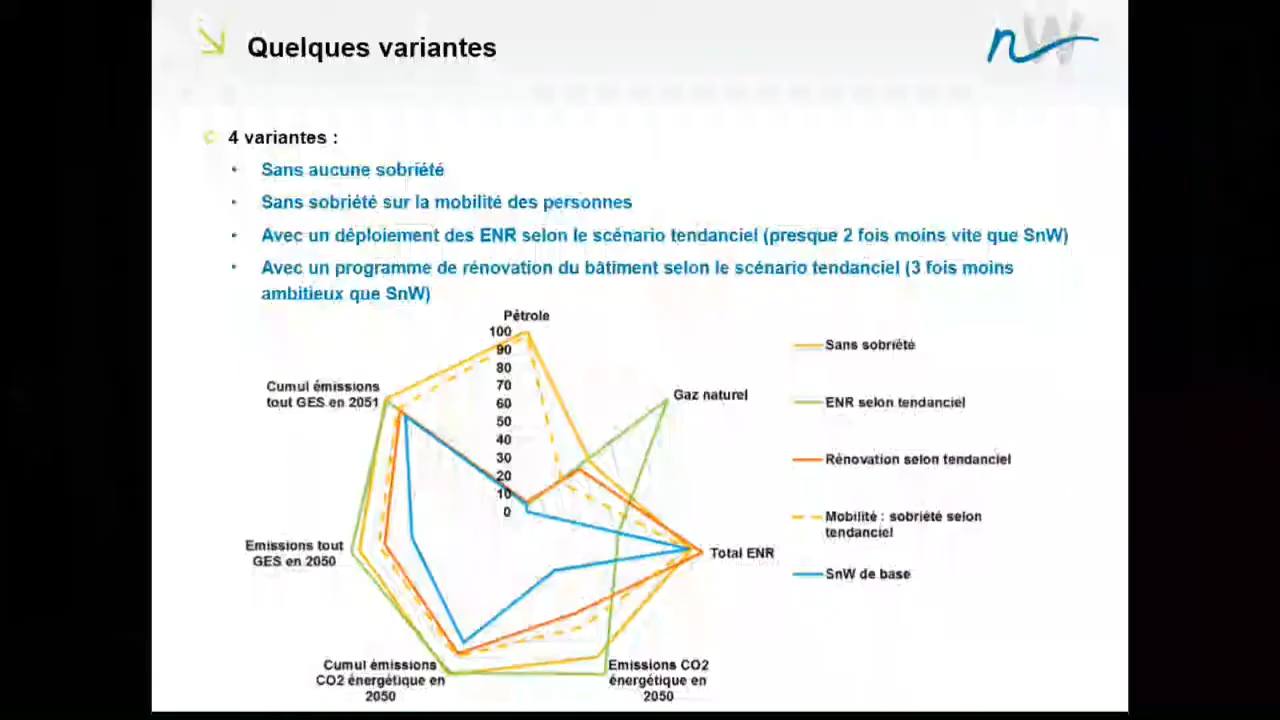 Quelques variantes
nW
4 variantes :
Sans aucune sobriété
Sans sobriété sur la mobilité des personnes
Avec un déploiement des ENR selon le scénario tendanciel (presque 2 fois moins vite que SnW)
Avec un programme de rénovation du bâtiment selon le scénario tendanciel (3 fois moins
ambitieux que SnW)
Pétrole
100
90
80
70
60
50
40
30
20
10
0
Cumul émissions
tout GES en 2051
Gaz naturel
Emissions tout
GES en 2050
Total ENR
Cumul émissions
CO2 énergétique en
2050
Emissions CO2
énergétique en
2050
Sans sobriété
ENR selon tendanciel
Rénovation selon tendanciel
Mobilité : sobriété selon
tendanciel
SnW de base